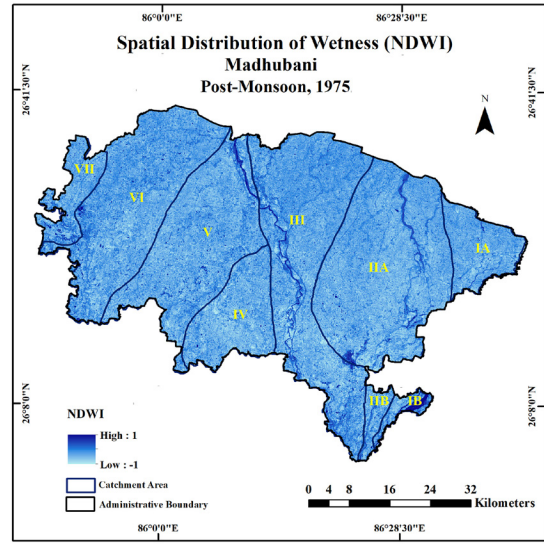 86°0'0"E 86°28'30"E
Spatial Distribution of Wetness (NDWI)
Madhubani
Post-Monsoon, 1975
26°41'30"N 26°41'30"N
N
VII
VI
V
III
IIA
IA
IV
IIB IB
26°8'0"N 26°8'0"N
NDWI
High : 1
Low : -1
Catchment Area
Administrative Boundary
0 4 8 16 24 32
Kilometers
86°0'0"E 86°28'30"E